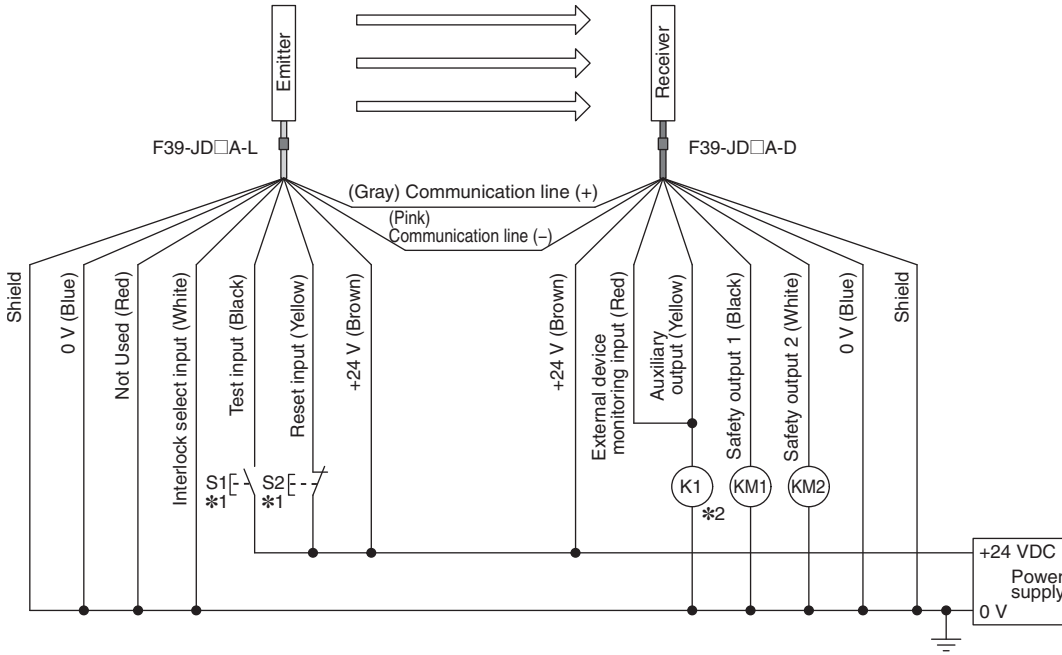 Emitter
Receiver
F39-JD□A-L
F39-JD□A-D
(Gray) Communication line (+)
(Pink)
Communication line (−)
Shield
0 V (Blue)
Not Used (Red)
Interlock select input (White)
Test input (Black)
Reset input (Yellow)
+24 V (Brown)
+24 V (Brown)
External device
monitoring input (Red)
Auxiliary
output (Yellow)
Safety output 1 (Black)
Safety output 2 (White)
0 V (Blue)
Shield
S1
✱1
S2
✱1
K1
✱2
KM1
KM2
+24 VDC
Power
supply
0 V